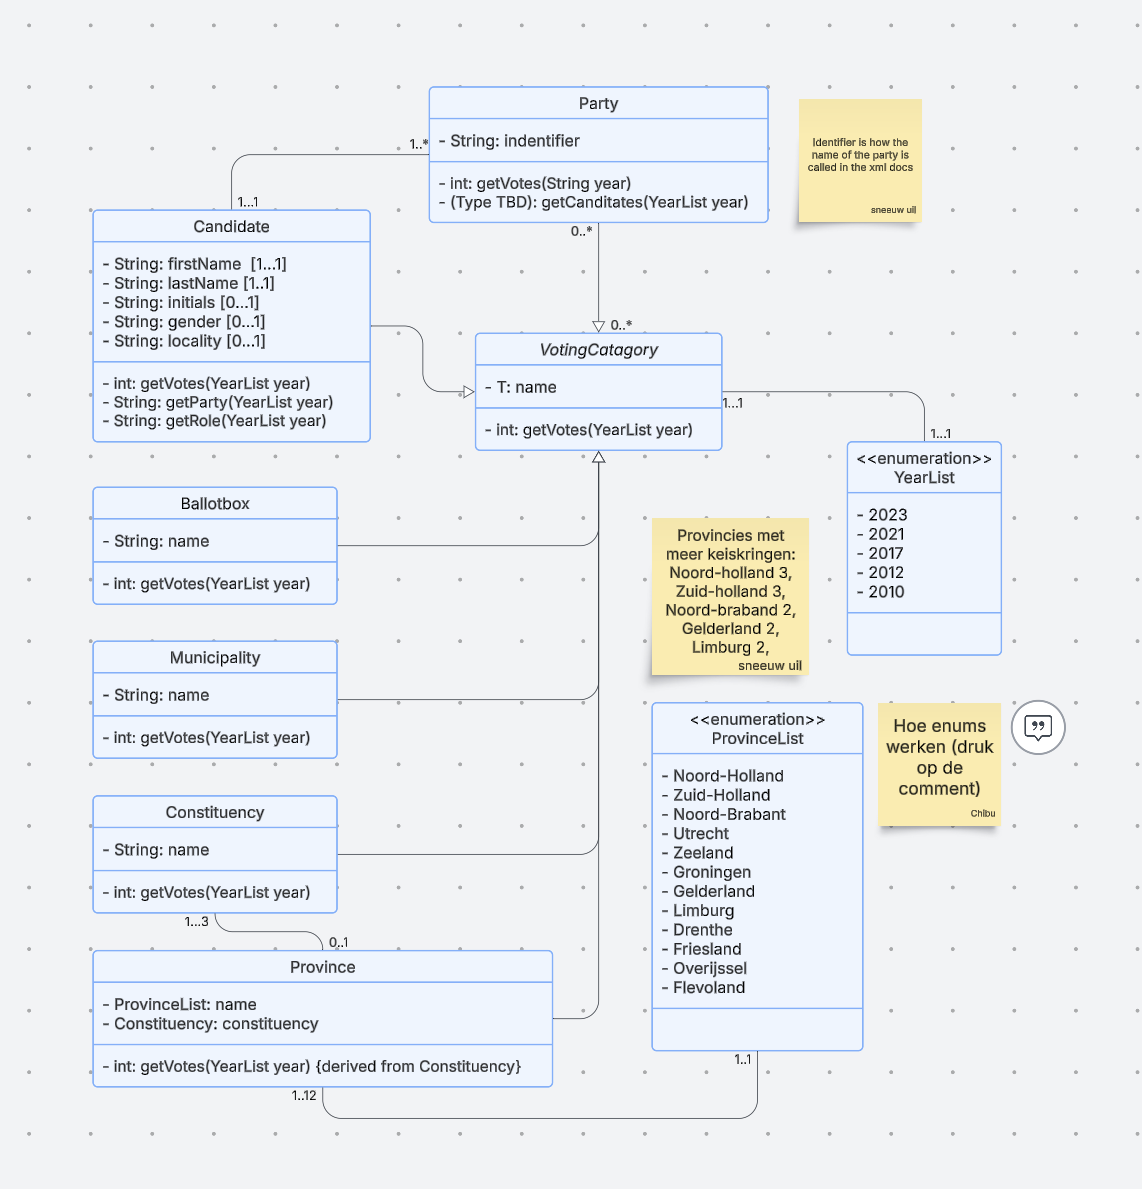 Party
- String: indentifier
- int: getVotes(String year)
- (Type TBD): getCanditates(YearList year)
1..*
0..*
Identifier is how the
name of the party is
called in the xml docs
sneeuw uil
1...1
Candidate
- String: firstName  [1...1]
- String: lastName [1..1]
- String: initials [0...1]
- String: gender [0...1]
- String: locality [0..1]
- int: getVotes(YearList year)
- String: getParty(YearList year)
- String: getRole(YearList year)
0..*
VotingCatagory
- T: name
- int: getVotes(YearList year)
1...1
1...1
<<enumeration>>
YearList
- 2023
- 2021
- 2017
- 2012
- 2010
Ballotbox
- String: name
- int: getVotes(YearList year)
Provincies met
meer keiskringen:
Noord-holland 3,
Zuid-holland 3,
Noord-braband 2,
Gelderland 2,
Limburg 2,
sneeuw uil
Municipality
- String: name
- int: getVotes(YearList year)
<<enumeration>>
ProvinceList
- Noord-Holland
- Zuid-Holland
- Noord-Brabant
- Utrecht
- Zeeland
- Groningen
- Gelderland
- Limburg
- Drenthe
- Friesland
- Overijssel
- Flevoland
1..1
Hoe enums
werken (druk
op de
comment)
Chibu
Constituency
- String: name
- int: getVotes(YearList year)
1...3
0..1
Province
- ProvinceList: name
- Constituency: constituency
- int: getVotes(YearList year) {derived from Constituency}
1..12